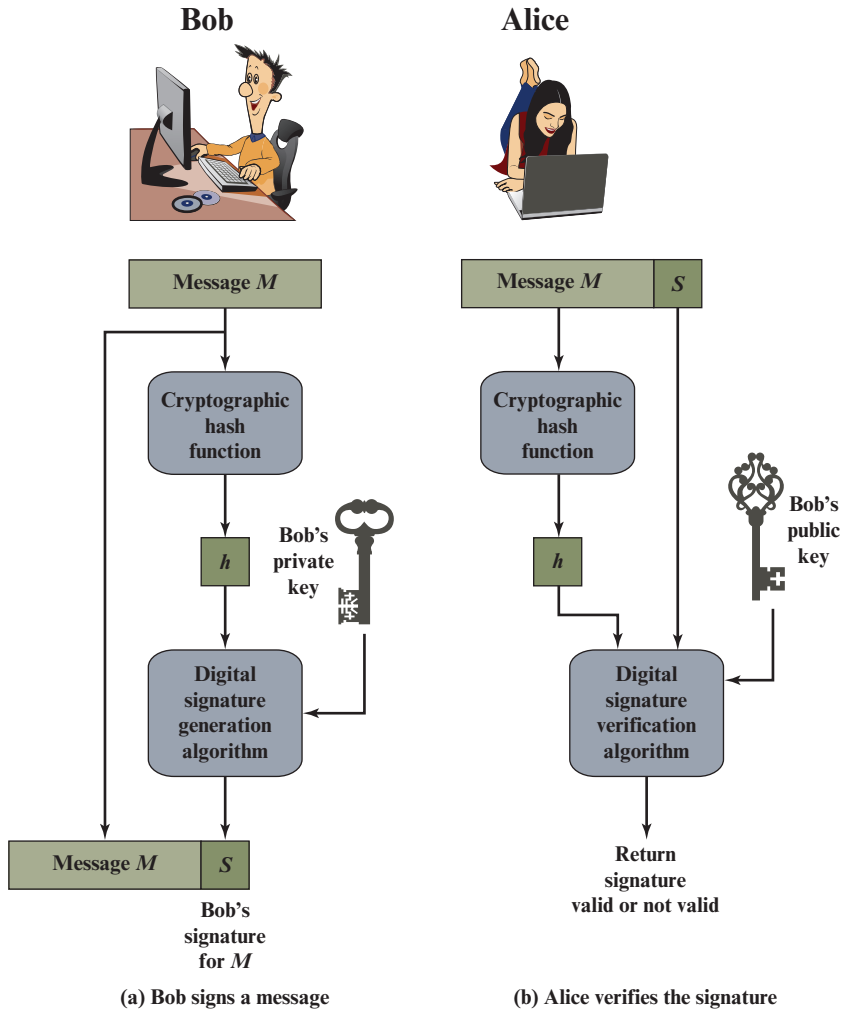 Bob
Message M
Cryptographic
hash
function
h
Bob's
private
key
Digital
signature
generation
algorithm
Message M
S
Bob's
signature
for M
(a) Bob signs a message
Alice
Message M
S
Cryptographic
hash
function
h
Bob's
public
key
Digital
signature
verification
algorithm
Return
signature
valid or not valid
(b) Alice verifies the signature